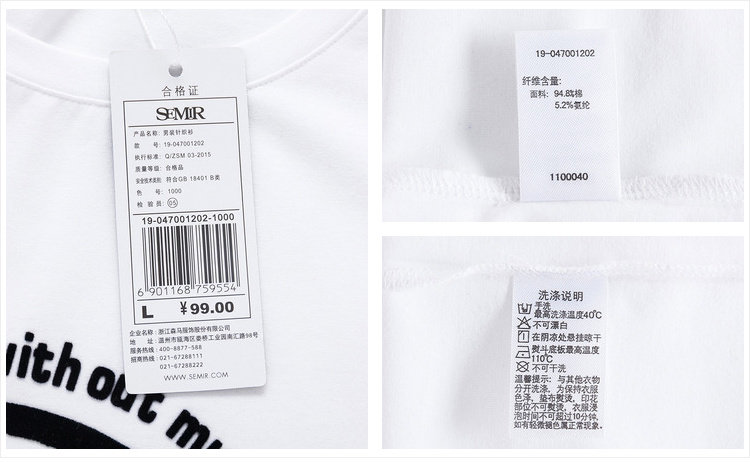 合格证
SEMIR
产品名称: 男装针织衫
款 号: 19-047001202
执行标准: Q/ZSM 03-2015
质量等级: 合格品
安全技术类别: 符合GB 18401 B类
色 号: 1000
检 验 员: 05
19-047001202-1000
6 901168 759554
L ¥99.00
企业名称: 浙江森马服饰股份有限公司
地 址: 温州市瓯海区娄桥工业园南汇路98号
服务热线: 400-8877-588
招商热线: 021-67288111
021-67288222
WWW.SEMIR.COM
with out m
19-047001202
纤维含量:
面料: 94.8%棉
5.2%氨纶
1100040
洗涤说明
手洗
最高洗涤温度40℃
不可漂白
在阴凉处悬挂晾干
熨斗底板最高温度
110℃
不可干洗
温馨提示: 与其他衣物
分开洗涤, 为保持衣服
色泽, 垫布熨烫, 印花
部位不可熨烫。衣服浸
泡时间不可超过10分钟,
如有轻微褪色属正常现象。